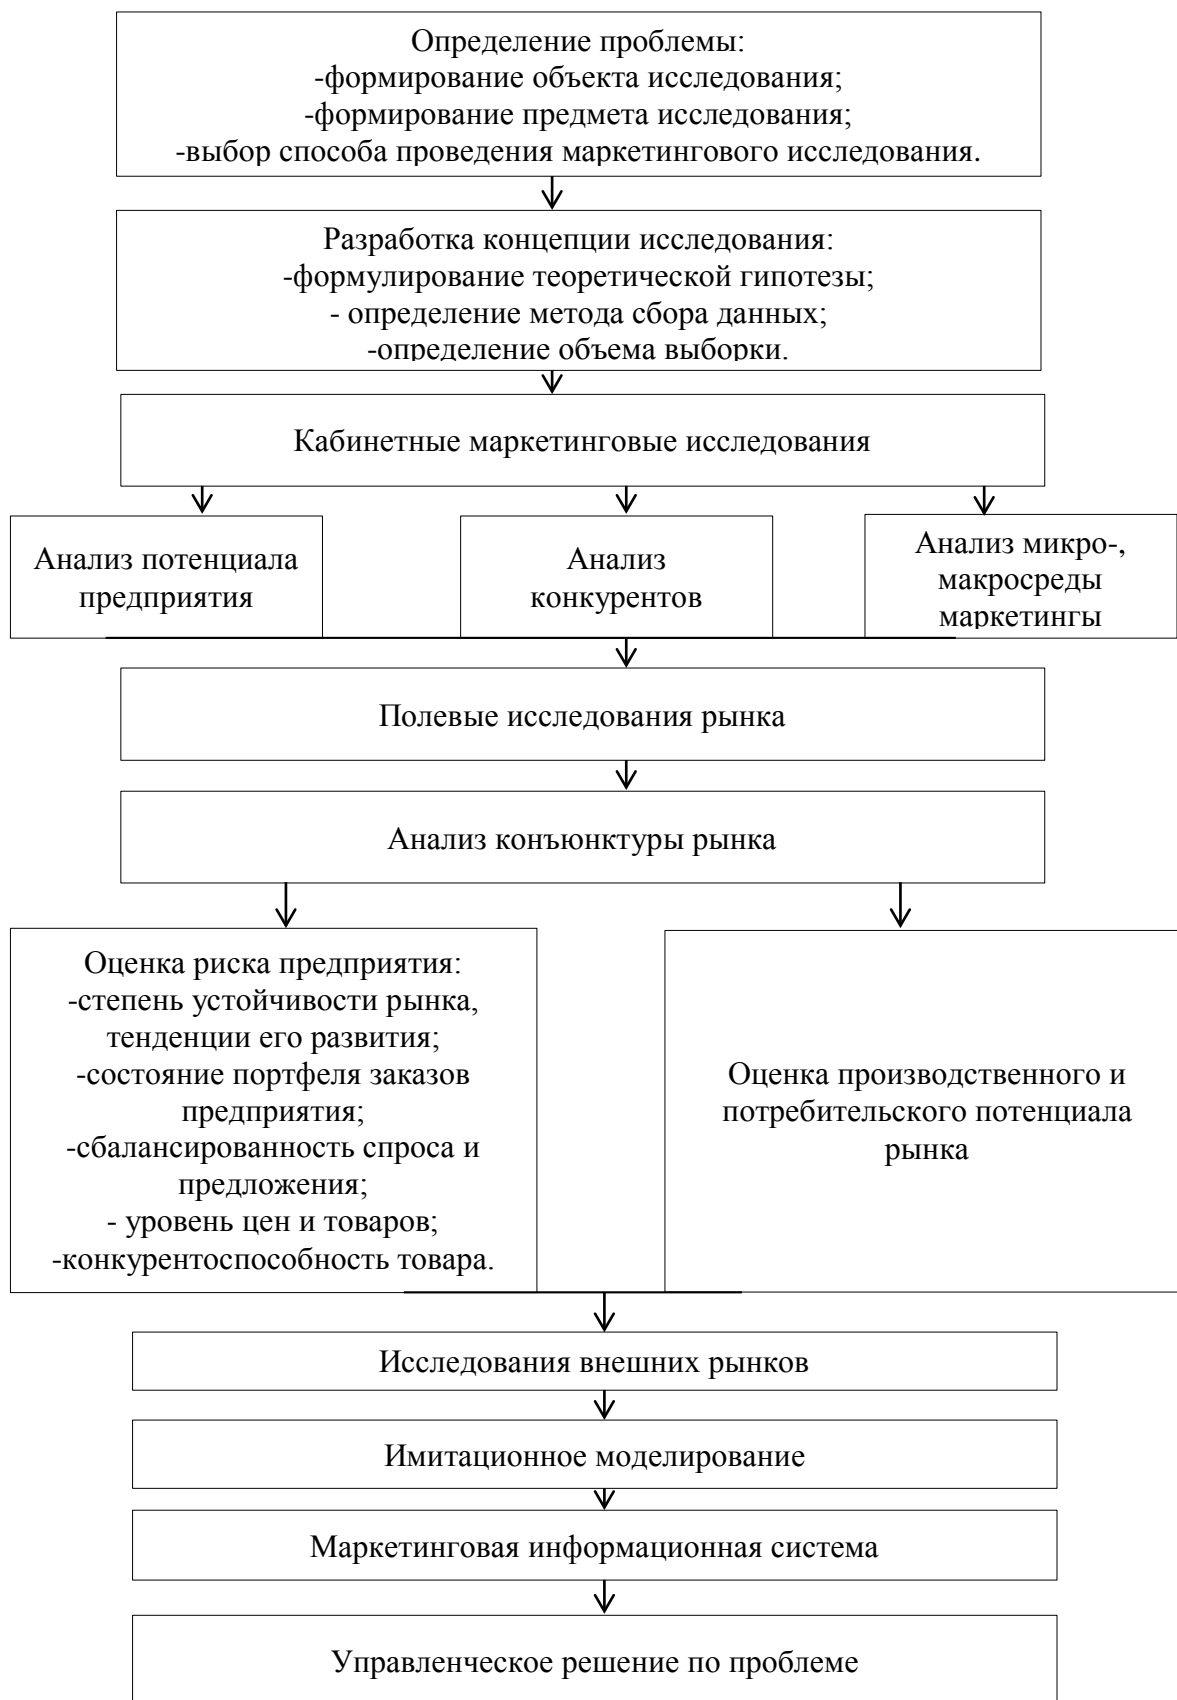 Определение проблемы:
-формирование объекта исследования;
-формирование предмета исследования;
-выбор способа проведения маркетингового исследования.
Разработка концепции исследования:
-формулирование теоретической гипотезы;
- определение метода сбора данных;
-определение объема выборки.
Кабинетные маркетинговые исследования
Анализ потенциала
предприятия
Анализ
конкурентов
Анализ микро-,
макросреды
маркетингы
Полевые исследования рынка
Анализ конъюнктуры рынка
Оценка риска предприятия:
-степень устойчивости рынка,
тенденции его развития;
-состояние портфеля заказов
предприятия;
-сбалансированность спроса и
предложения;
- уровень цен и товаров;
-конкурентоспособность товара.
Оценка производственного и
потребительского потенциала
рынка
Исследования внешних рынков
Имитационное моделирование
Маркетинговая информационная система
Управленческое решение по проблеме